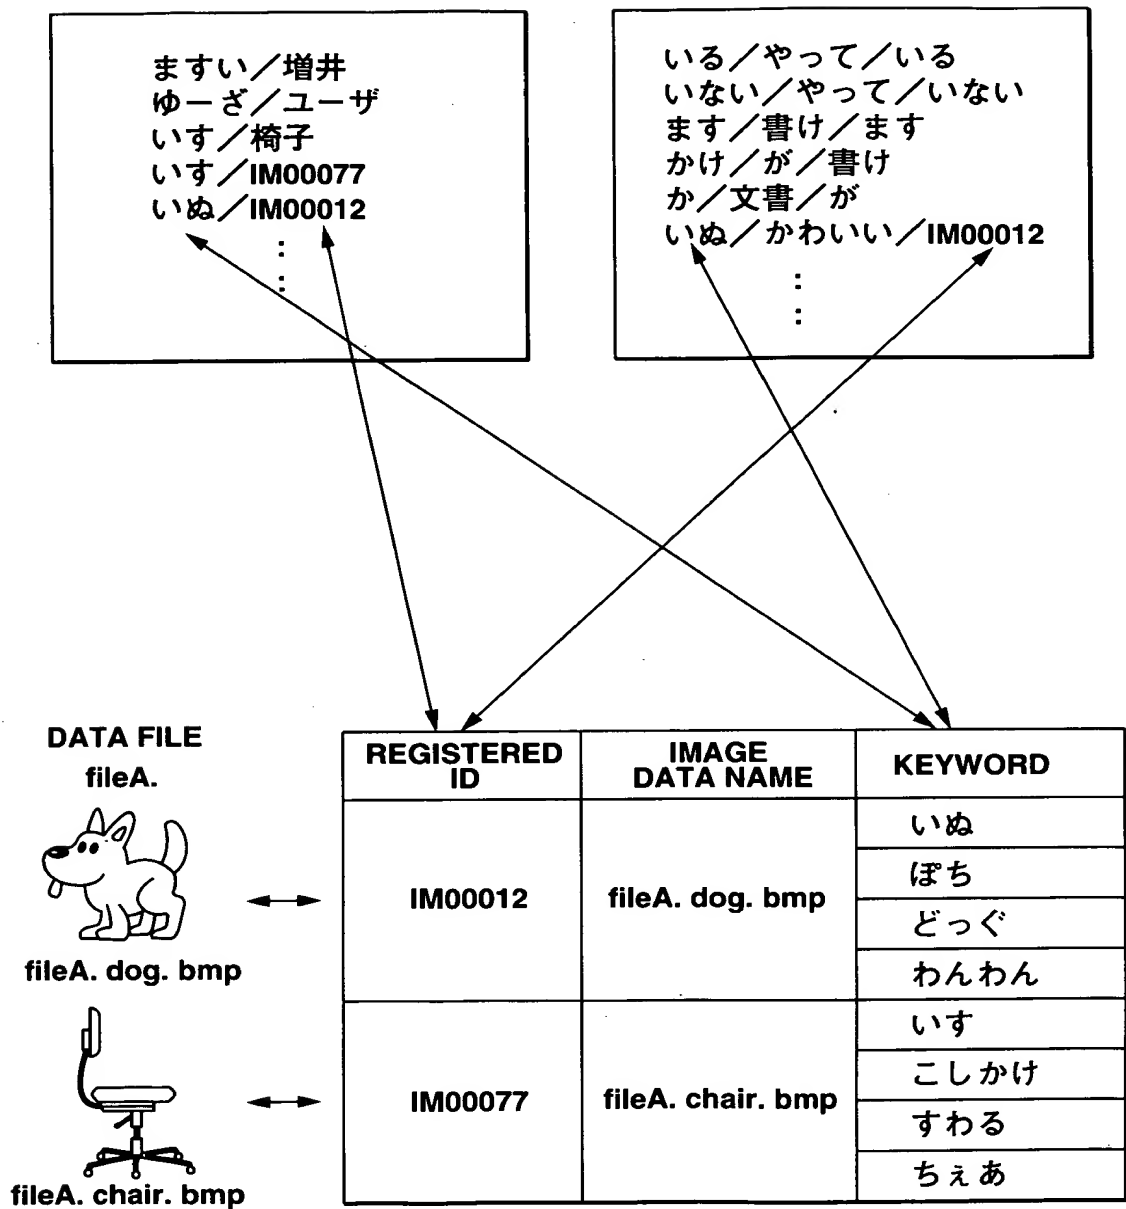 ますい／増井
ゆーざ／ユーザ
いす／椅子
いす／IM00077
いぬ／IM00012
いる／やって／いる
いない／やって／いない
ます／書け／ます
かけ／が／書け
か／文書／が
いぬ／かわいい／IM00012
DATA FILE
fileA.
fileA. dog. bmp
fileA. chair. bmp
REGISTERED
ID
IMAGE
DATA NAME
KEYWORD
IM00012
fileA. dog. bmp
いぬ
ぽち
どっぐ
わんわん
IM00077
fileA. chair. bmp
いす
こしかけ
すわる
ちぇあ